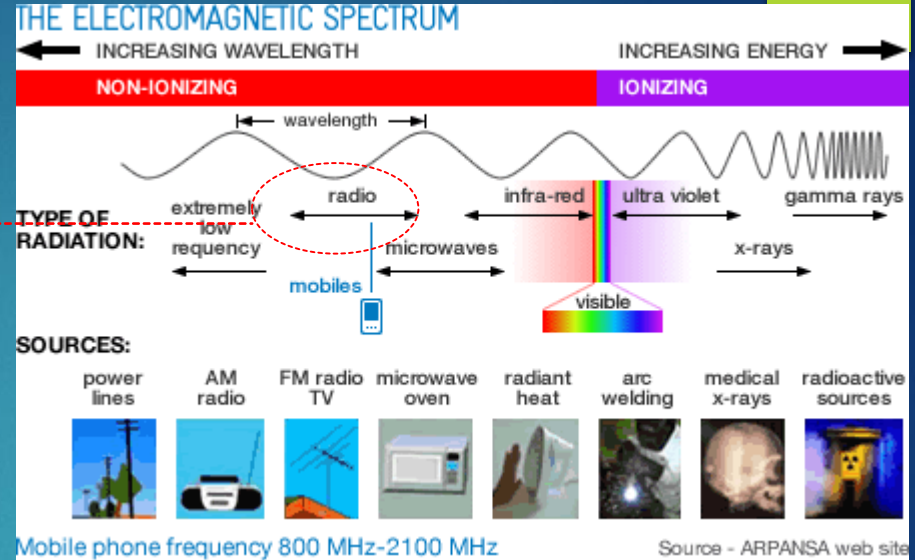 THE ELECTROMAGNETIC SPECTRUM
INCREASING WAVELENGTH INCREASING ENERGY
NON-IONIZING IONIZING
wavelength
TYPE OF
RADIATION:
extremely
low
requency
radio
infra-red
ultra violet
gamma rays
microwaves
x-rays
mobiles
visible
SOURCES:
power
lines
AM
radio
FM radio
TV
microwave
oven
radiant
heat
arc
welding
medical
x-rays
radioactive
sources
Mobile phone frequency 800 MHz-2100 MHz
Source - ARPANSA web site